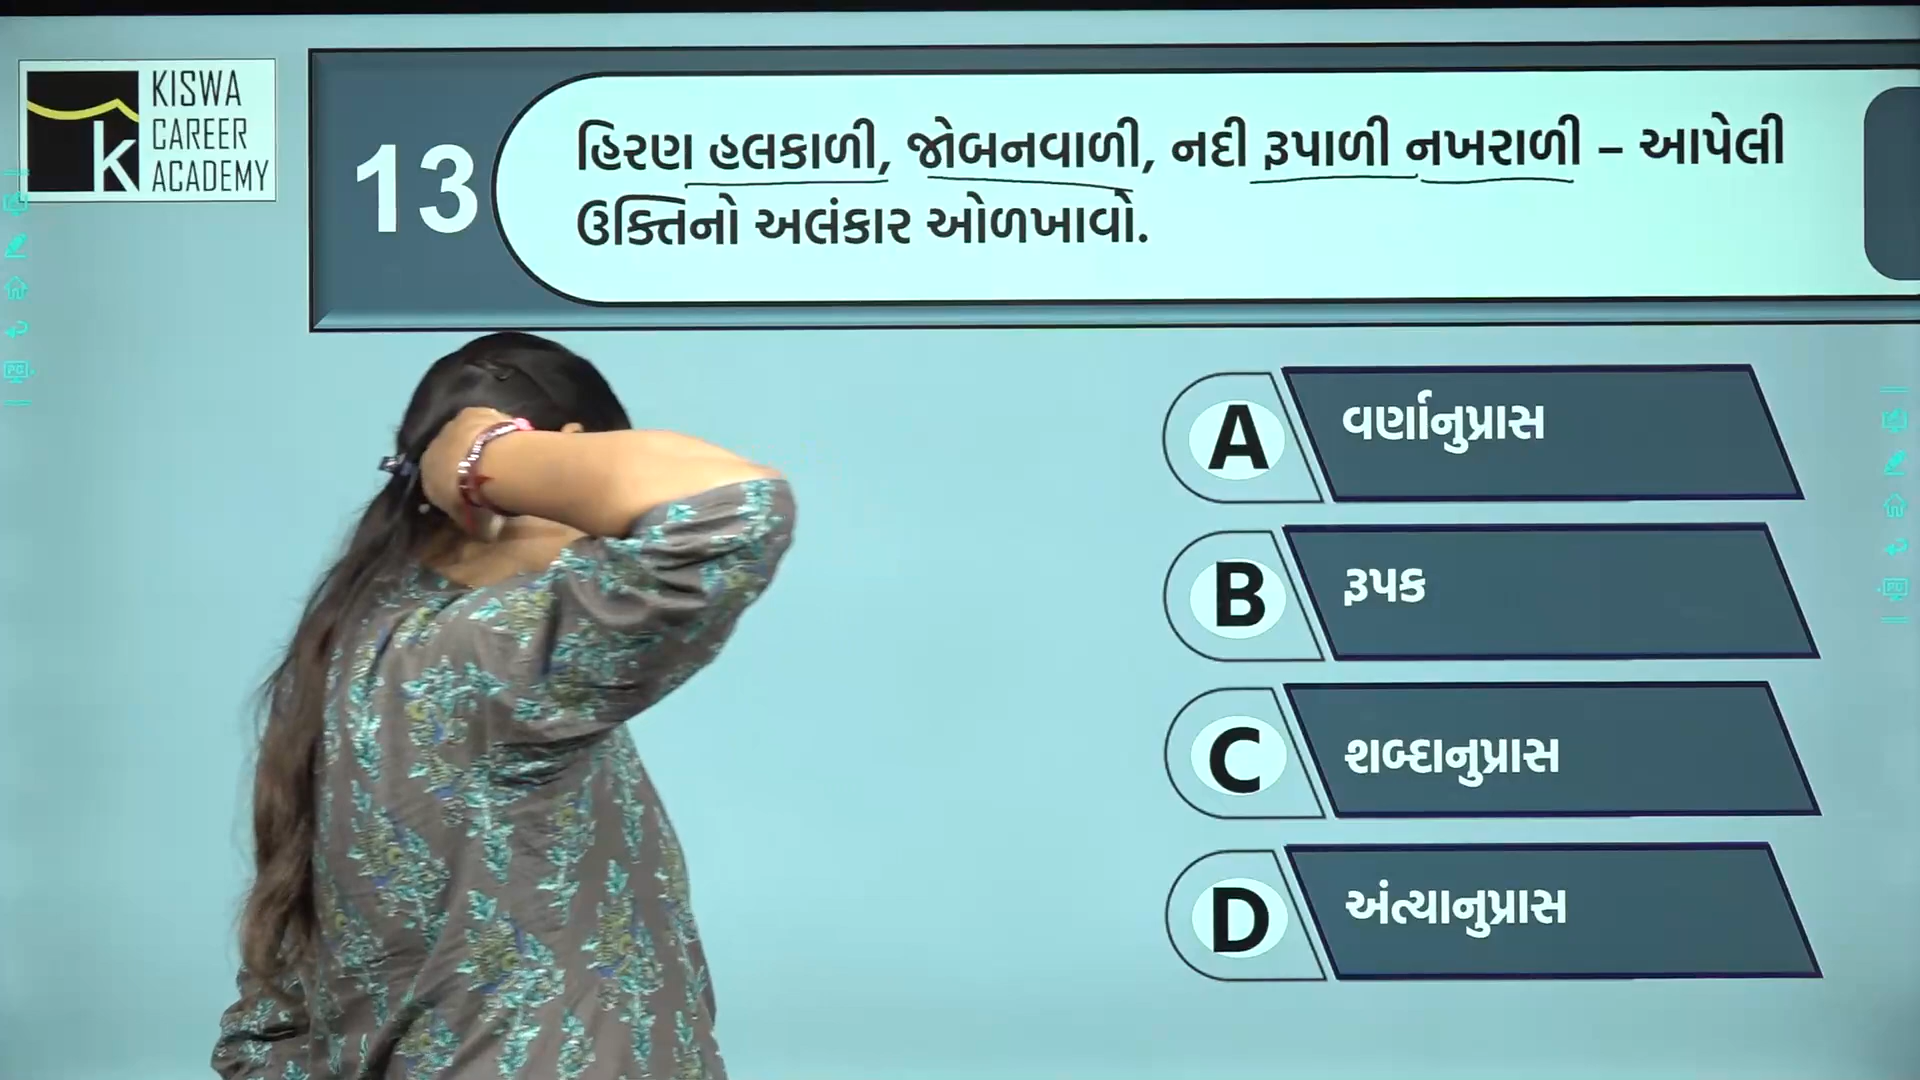 KISWA
CAREER
ACADEMY
k
13
હિરણ હલકાળી, જોબનવાળી, નદી રૂપાળી નખરાળી – આપેલી
ઉક્તિનો અલંકાર ઓળખાવો.
A વર્ણાનુપ્રાસ
B રૂપક
C શબ્દાનુપ્રાસ
D અંત્યાનુપ્રાસ